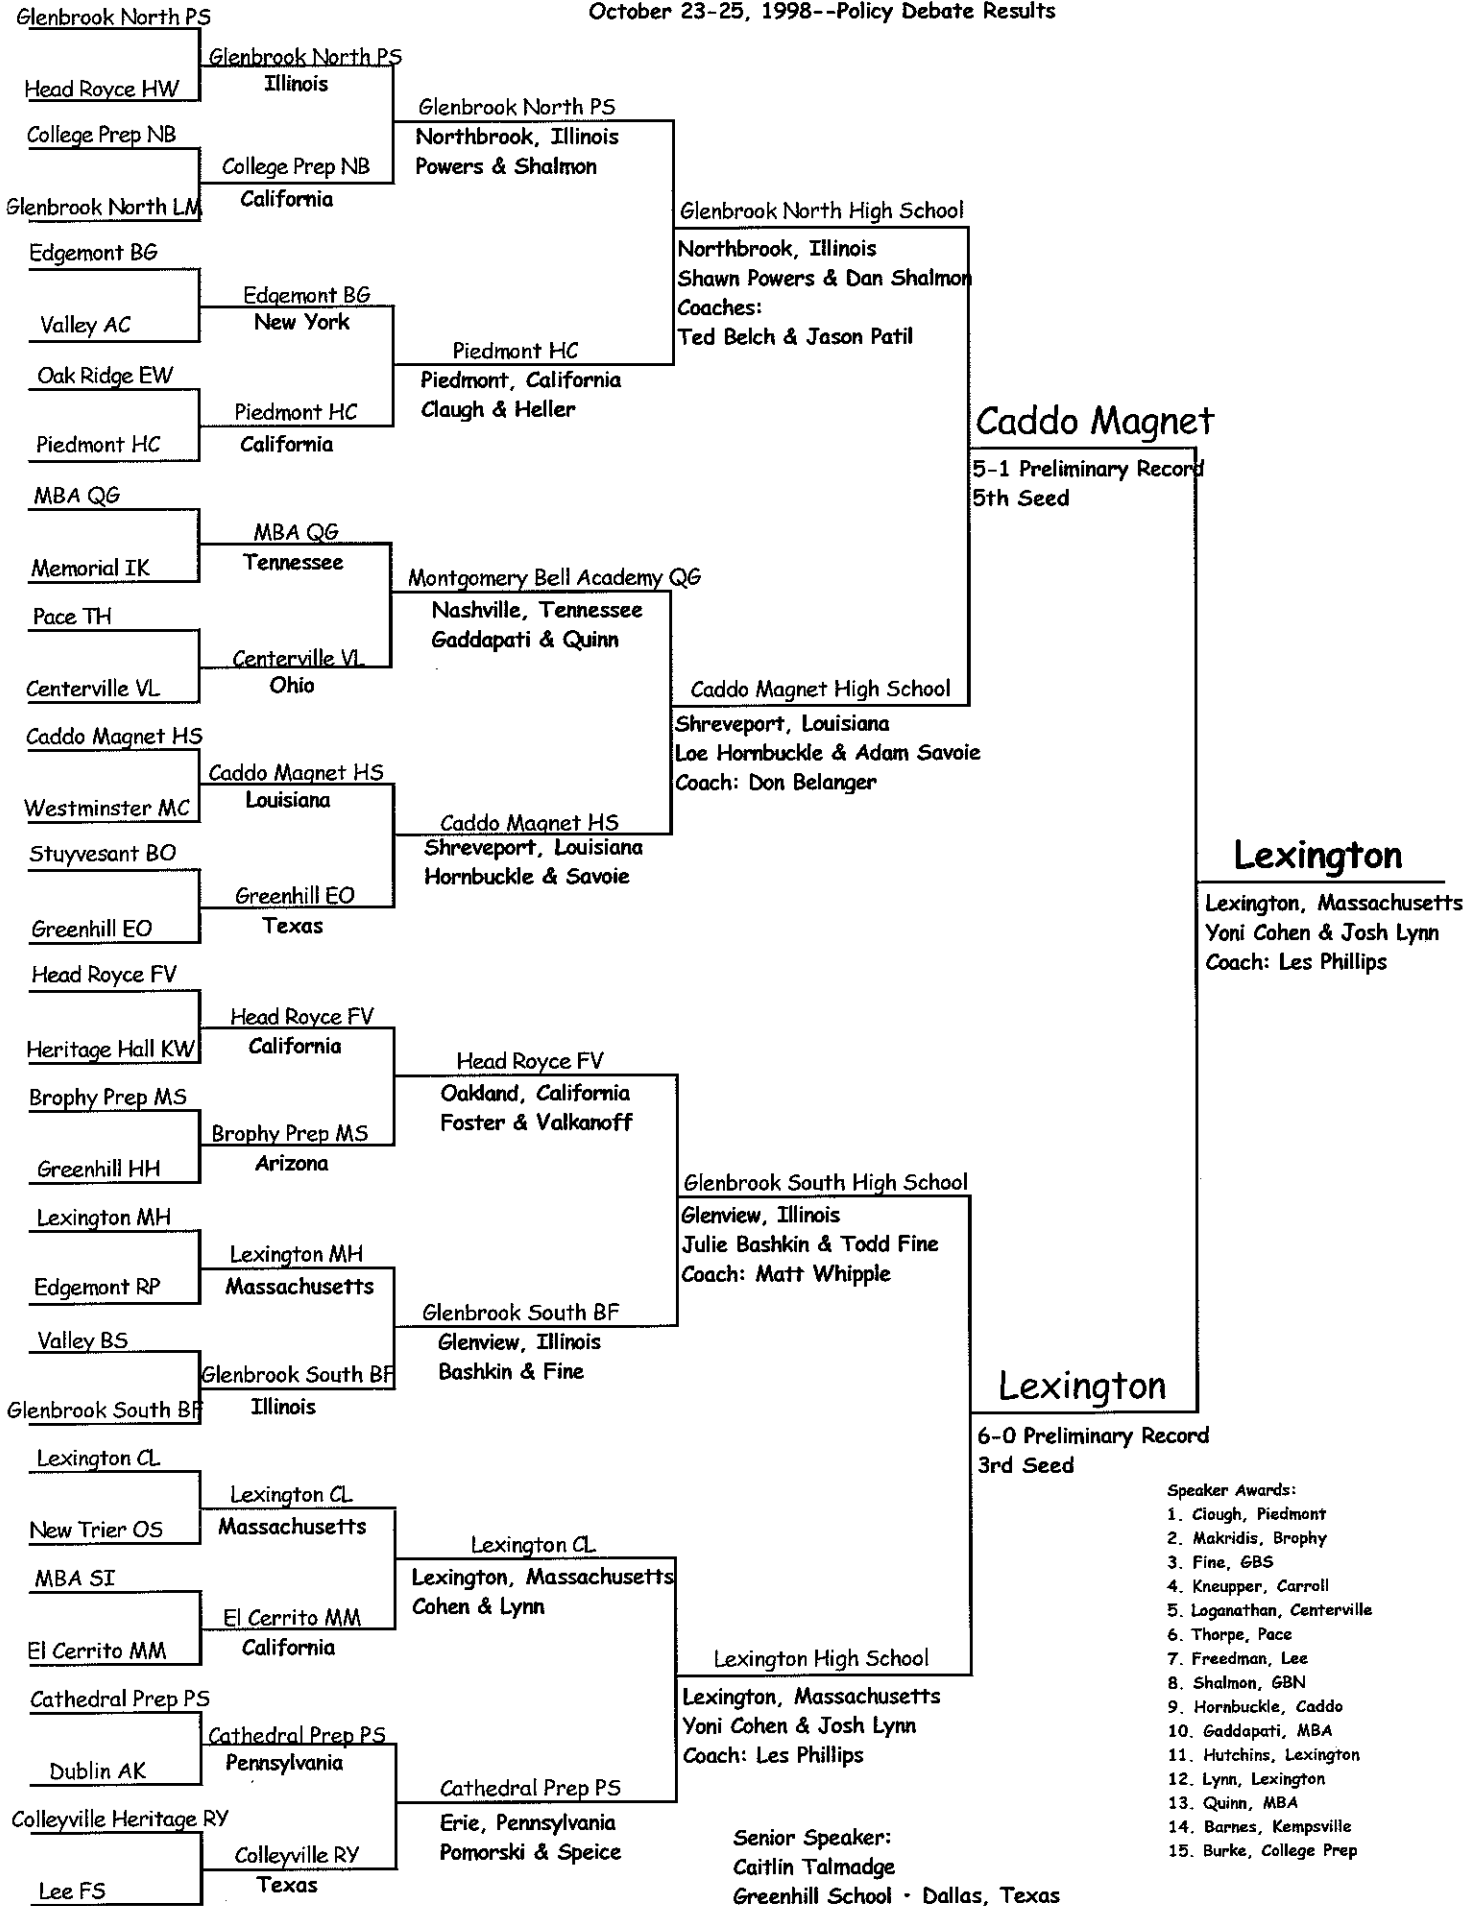 October 23-25, 1998--Policy Debate Results
Glenbrook North PS
Head Royce HW
College Prep NB
Glenbrook North LM
Edgemont BG
Valley AC
Oak Ridge EW
Piedmont HC
MBA QG
Memorial IK
Pace TH
Centerville VL
Caddo Magnet HS
Westminster MC
Stuyvesant BO
Greenhill EO
Head Royce FV
Heritage Hall KW
Brophy Prep MS
Greenhill HH
Lexington MH
Edgemont RP
Valley BS
Glenbrook South BF
Lexington CL
New Trier OS
MBA SI
El Cerrito MM
Cathedral Prep PS
Dublin AK
Colleyville Heritage RY
Lee FS
Glenbrook North PS
Illinois
College Prep NB
California
Edgemont BG
New York
Piedmont HC
California
MBA QG
Tennessee
Centerville VL
Ohio
Caddo Magnet HS
Louisiana
Greenhill EO
Texas
Head Royce FV
California
Brophy Prep MS
Arizona
Lexington MH
Massachusetts
Glenbrook South BF
Illinois
Lexington CL
Massachusetts
El Cerrito MM
California
Cathedral Prep PS
Pennsylvania
Colleyville RY
Texas
Glenbrook North PS
Northbrook, Illinois
Powers & Shalmon
Piedmont HC
Piedmont, California
Claugh & Heller
Montgomery Bell Academy QG
Nashville, Tennessee
Gaddapati & Quinn
Caddo Magnet HS
Shreveport, Louisiana
Hornbuckle & Savoie
Head Royce FV
Oakland, California
Foster & Valkanoff
Glenbrook South BF
Glenview, Illinois
Bashkin & Fine
Lexington CL
Lexington, Massachusetts
Cohen & Lynn
Cathedral Prep PS
Erie, Pennsylvania
Pomorski & Speice
Glenbrook North High School
Northbrook, Illinois
Shawn Powers & Dan Shalmon
Coaches:
Ted Belch & Jason Patil
Caddo Magnet High School
Shreveport, Louisiana
Loe Hornbuckle & Adam Savoie
Coach: Don Belanger
Glenbrook South High School
Glenview, Illinois
Julie Bashkin & Todd Fine
Coach: Matt Whipple
Lexington High School
Lexington, Massachusetts
Yoni Cohen & Josh Lynn
Coach: Les Phillips
Caddo Magnet
5-1 Preliminary Record
5th Seed
Lexington
6-0 Preliminary Record
3rd Seed
Lexington
Lexington, Massachusetts
Yoni Cohen & Josh Lynn
Coach: Les Phillips
Speaker Awards:
1. Clough, Piedmont
2. Makridis, Brophy
3. Fine, GBS
4. Kneupper, Carroll
5. Loganathan, Centerville
6. Thorpe, Pace
7. Freedman, Lee
8. Shalmon, GBN
9. Hornbuckle, Caddo
10. Gaddapati, MBA
11. Hutchins, Lexington
12. Lynn, Lexington
13. Quinn, MBA
14. Barnes, Kempsville
15. Burke, College Prep
Senior Speaker:
Caitlin Talmadge
Greenhill School · Dallas, Texas